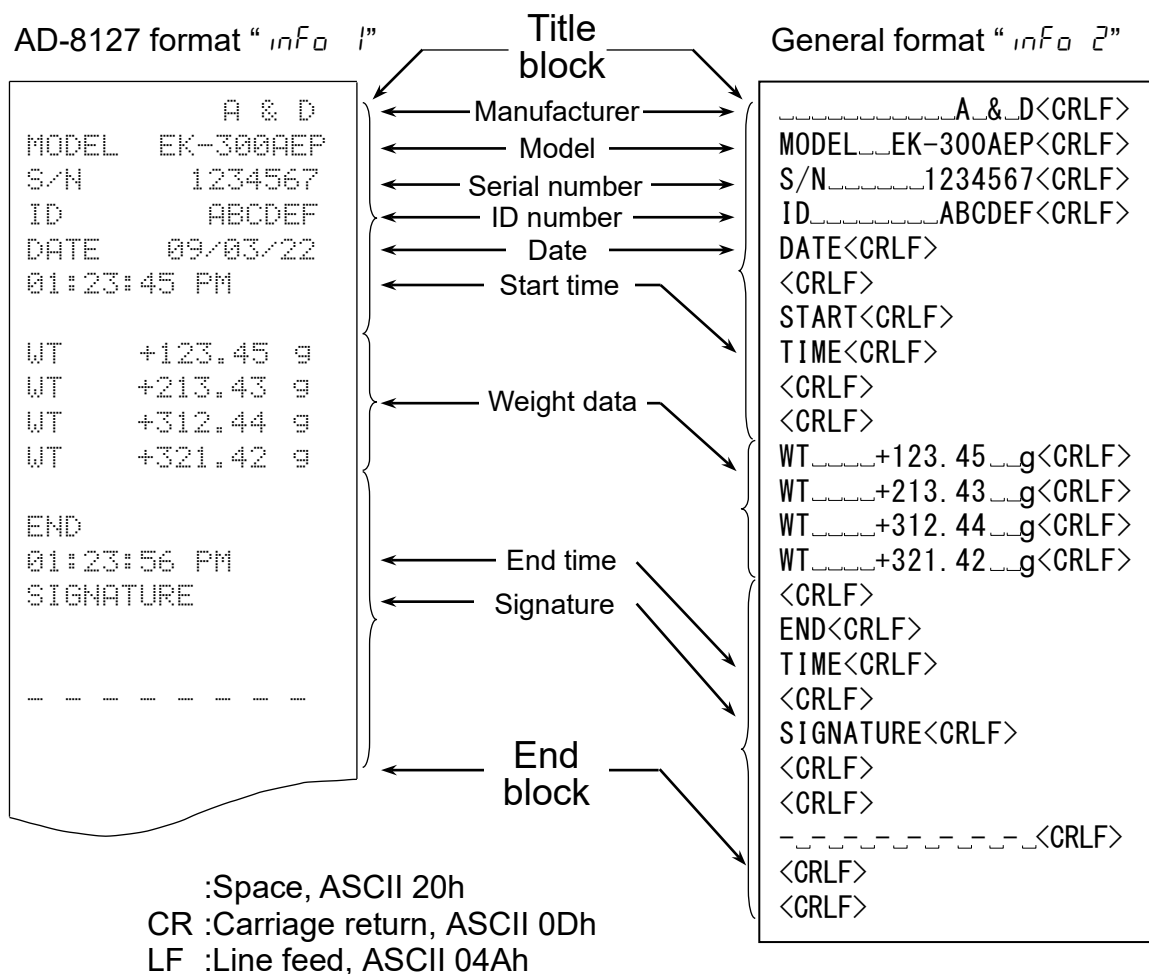 AD-8127 format “ info 1”
A & D
MODEL EK-300AEP
S/N 1234567
ID ABCDEF
DATE 09/03/22
01:23:45 PM
WT +123.45 g
WT +213.43 g
WT +312.44 g
WT +321.42 g
END
01:23:56 PM
SIGNATURE
- - - - - - - -
Title
block
Manufacturer
Model
Serial number
ID number
Date
Start time
Weight data
End time
Signature
End
block
General format “ info 2”
␣␣␣␣␣␣␣␣␣␣␣A␣&␣D<CRLF>
MODEL␣␣EK-300AEP<CRLF>
S/N␣␣␣␣␣␣1234567<CRLF>
ID␣␣␣␣␣␣␣␣ABCDEF<CRLF>
DATE<CRLF>
<CRLF>
START<CRLF>
TIME<CRLF>
<CRLF>
<CRLF>
WT␣␣␣␣+123.45␣␣g<CRLF>
WT␣␣␣␣+213.43␣␣g<CRLF>
WT␣␣␣␣+312.44␣␣g<CRLF>
WT␣␣␣␣+321.42␣␣g<CRLF>
<CRLF>
END<CRLF>
TIME<CRLF>
<CRLF>
SIGNATURE<CRLF>
<CRLF>
<CRLF>
-␣-␣-␣-␣-␣-␣-␣-␣<CRLF>
<CRLF>
<CRLF>
:Space, ASCII 20h
CR :Carriage return, ASCII 0Dh
LF :Line feed, ASCII 04Ah